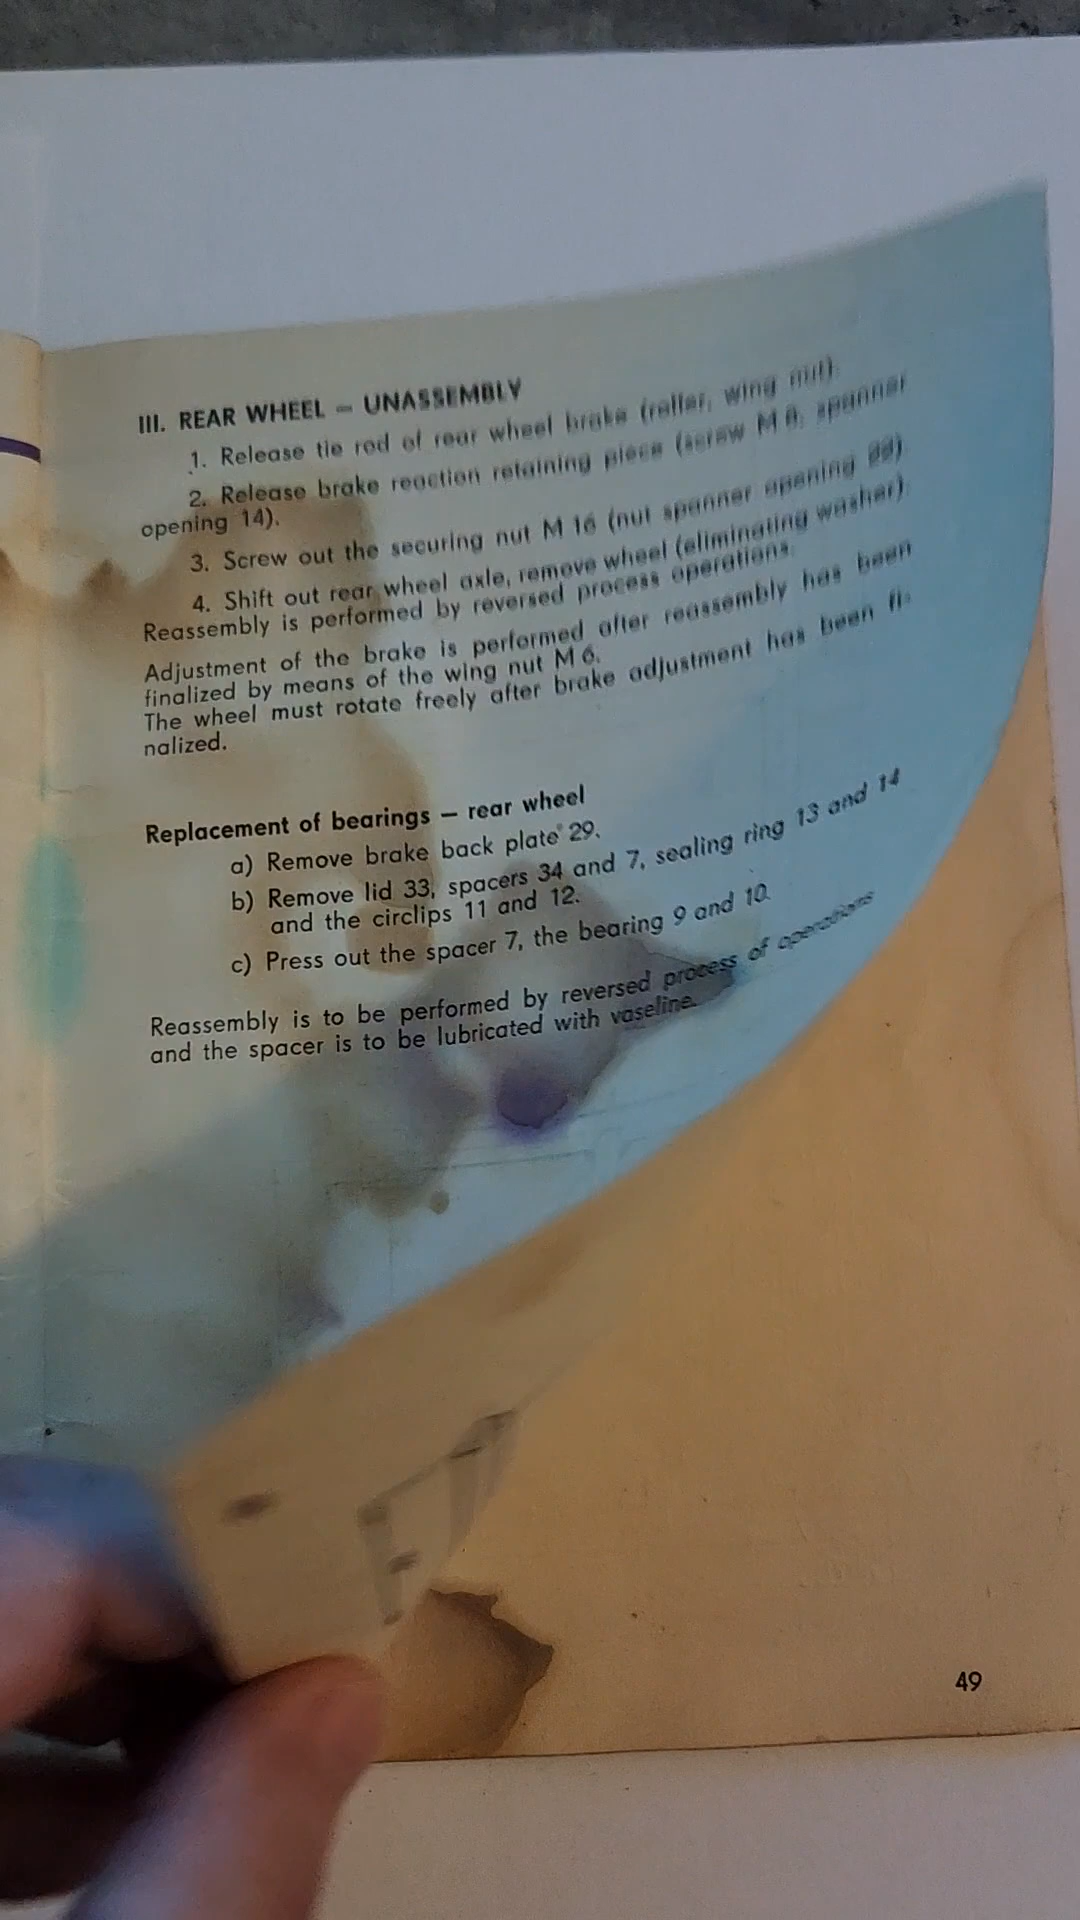 III. REAR WHEEL – UNASSEMBLY
1. Release tie rod of rear wheel brake (roller, wing nut).
2. Release brake reaction retaining piece (screw M 8, spanner
opening 14).
3. Screw out the securing nut M 16 (nut spanner opening
4. Shift out rear wheel axle, remove wheel (eliminating washer).
Reassembly is performed by reversed process operations.
Adjustment of the brake is performed after reassembly has been
finalized by means of the wing nut M 6.
The wheel must rotate freely after brake adjustment has been fi-
nalized.
Replacement of bearings – rear wheel
a) Remove brake back plate 29.
b) Remove lid 33, spacers 34 and 7, sealing ring 13 and 14
and the circlips 11 and 12.
c) Press out the spacer 7, the bearing 9 and 10.
Reassembly is to be performed by reversed process of operations
and the spacer is to be lubricated with vaseline.
49